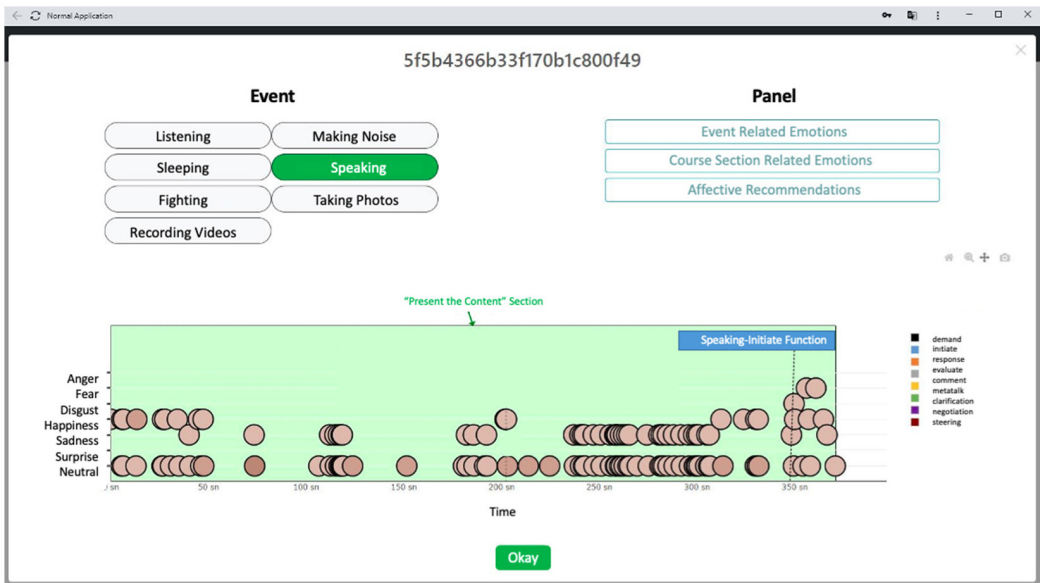 Normal Application
5f5b4366b33f170b1c800f49
Event
Panel
Listening
Making Noise
Sleeping
Speaking
Fighting
Taking Photos
Recording Videos
Event Related Emotions
Course Section Related Emotions
Affective Recommendations
"Present the Content" Section
Speaking-Initiate Function
Anger
Fear
Disgust
Happiness
Sadness
Surprise
Neutral
demand
initiate
response
evaluate
comment
metatalk
clarification
negotiation
steering
sn
50 sn
100 sn
150 sn
200 sn
250 sn
300 sn
350 sn
Time
Okay